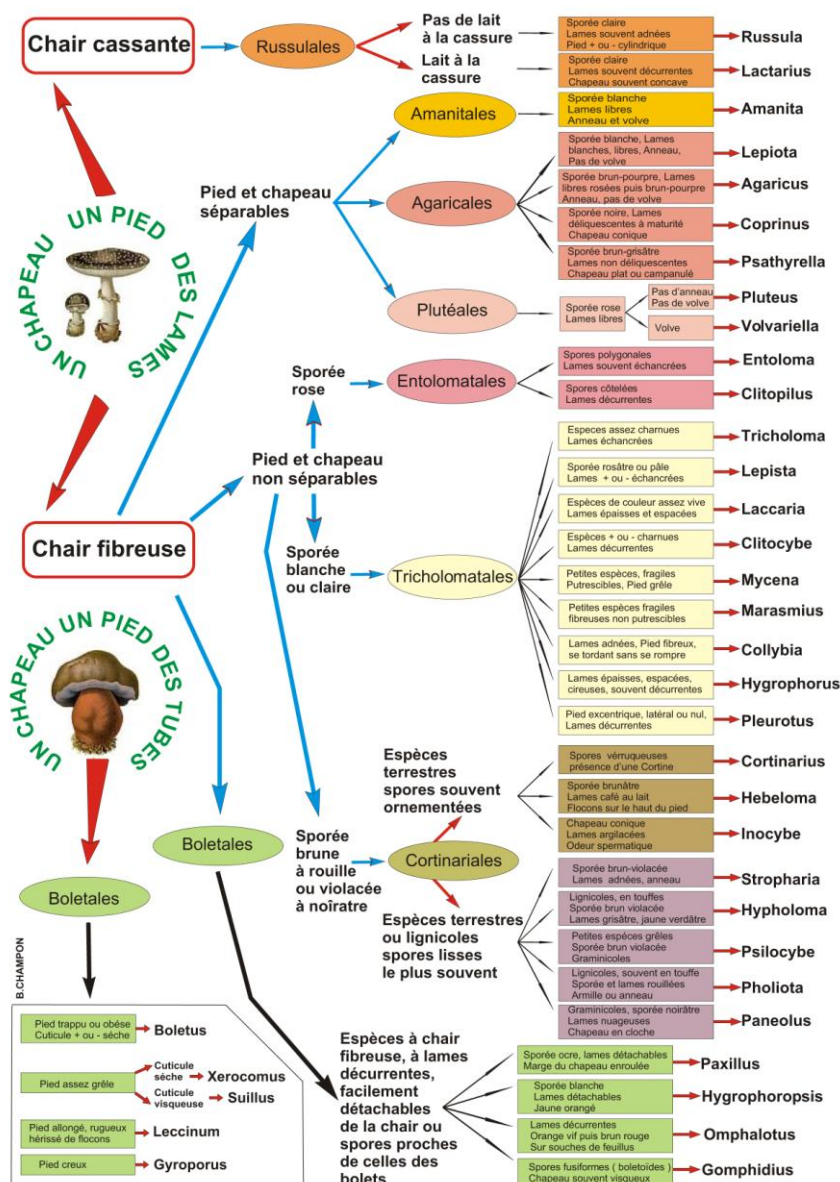 Chair cassante
Russulales
Pas de lait
à la cassure
Lait à la
cassure
Sporée claire
Lames souvent adnées
Pied + ou - cylindrique
Russula
Sporée claire
Lames souvent décurrentes
Chapeau souvent concave
Lactarius
UN CHAPEAU UN PIED DES LAMES
Pied et chapeau
séparables
Amanitales
Sporée blanche
Lames libres
Anneau et volve
Amanita
Agaricales
Sporée blanche, Lames
blanches, libres, Anneau,
Pas de volve
Lepiota
Sporée brun-pourpre, Lames
libres rosées puis brun-pourpre
Anneau, pas de volve
Agaricus
Sporée noire, Lames
déliquescentes à maturité
Chapeau conique
Coprinus
Sporée brun-grisâtre
Lames non déliquescentes
Chapeau plat ou campanulé
Psathyrella
Plutéales
Sporée rose
Lames libres
Pas d'anneau
Pas de volve
Pluteus
Volve
Volvariella
Chair fibreuse
Pied et chapeau
non séparables
Sporée
rose
Entolomatales
Spores polygonales
Lames souvent échancrées
Entoloma
Spores côtelées
Lames décurrentes
Clitopilus
Sporée
blanche
ou claire
Tricholomatales
Especes assez charnues
Lames échancrées
Tricholoma
Sporée rosâtre ou pâle
Lames + ou - échancrées
Lepista
Espèces de couleur assez vive
Lames épaisses et espacées
Laccaria
Espèces + ou - charnues
Lames décurrentes
Clitocybe
Petites espèces, fragiles
Putrescibles, Pied grêle
Mycena
Petites espèces fragiles
fibreuses non putrescibles
Marasmius
Lames adnées, Pied fibreux,
se tordant sans se rompre
Collybia
Lames épaisses, espacées,
cireuses, souvent décurrentes
Hygrophorus
Pied excentrique, latéral ou nul,
Lames décurrentes
Pleurotus
UN CHAPEAU UN PIED DES TUBES
Sporée
brune
à rouille
ou violacée
à noîratre
Cortinariales
Espèces
terrestres
spores souvent
ornementées
Spores vérruqueuses
présence d'une Cortine
Cortinarius
Sporée brunâtre
Lames café au lait
Flocons sur le haut du pied
Hebeloma
Chapeau conique
Lames argilacées
Odeur spermatique
Inocybe
Espèces terrestres
ou lignicoles
spores lisses
le plus souvent
Sporée brun-violacée
Lames adnées, anneau
Stropharia
Lignicoles, en touffes
Sporée brun violacée
Lames grisâtre, jaune verdâtre
Hypholoma
Petites espéces grêles
Sporée brun violacée
Graminicoles
Psilocybe
Lignicoles, souvent en touffe
Sporée et lames rouillées
Armille ou anneau
Pholiota
Graminicoles, sporée noirâtre
Lames nuageuses
Chapeau en cloche
Paneolus
Boletales
Espèces à chair
fibreuse, à lames
décurrentes,
facilement
détachables
de la chair ou
spores proches
de celles des
bolets
Sporée ocre, lames détachables
Marge du chapeau enroulée
Paxillus
Sporée blanche
Lames détachables
Jaune orangé
Hygrophoropsis
Lames décurrentes
Orange vif puis brun rouge
Sur souches de feuillus
Omphalotus
Spores fusiformes ( boletoïdes )
Chapeau souvent visqueux
Gomphidius
Boletales
B.CHAMPON
Pied trappu ou obése
Cuticule + ou - séche
Boletus
Pied assez grêle
Cuticule
séche
Xerocomus
Cuticule
visqueuse
Suillus
Pied allongé, rugueux
hérissé de flocons
Leccinum
Pied creux
Gyroporus